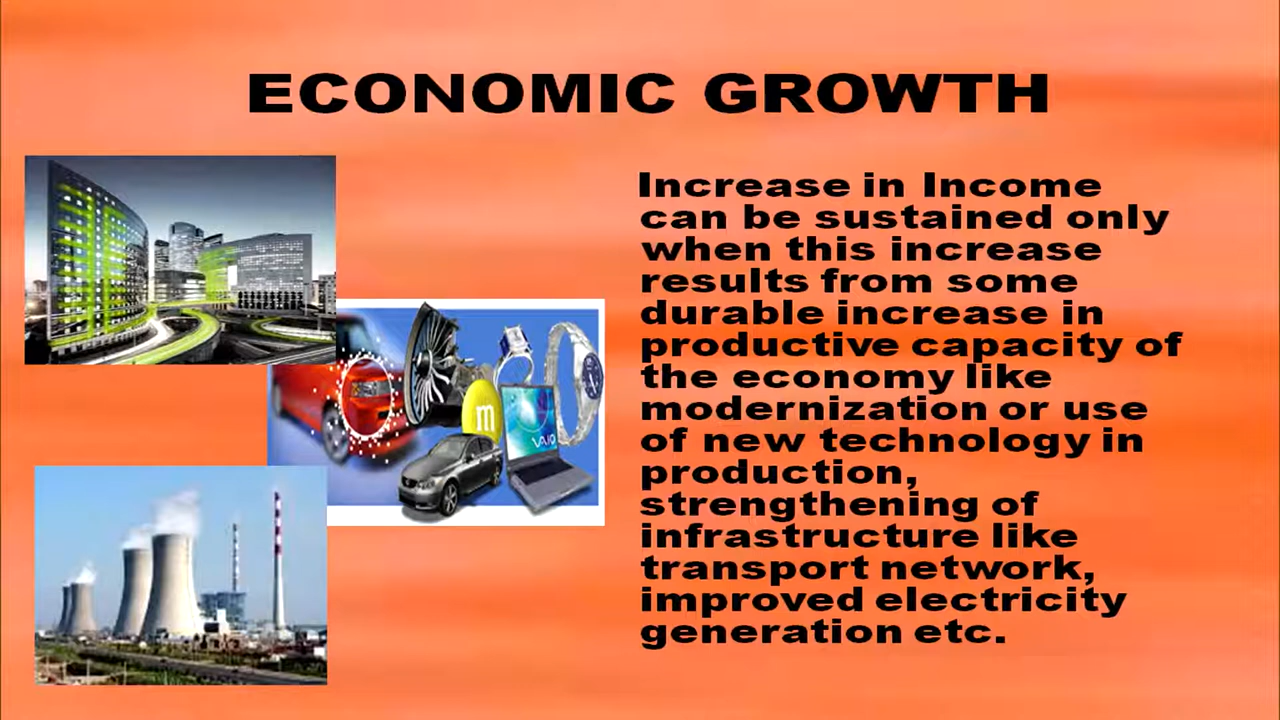 ECONOMIC GROWTH
Increase in Income
can be sustained only
when this increase
results from some
durable increase in
productive capacity of
the economy like
modernization or use
of new technology in
production,
strengthening of
infrastructure like
transport network,
improved electricity
generation etc.
m
VAIO